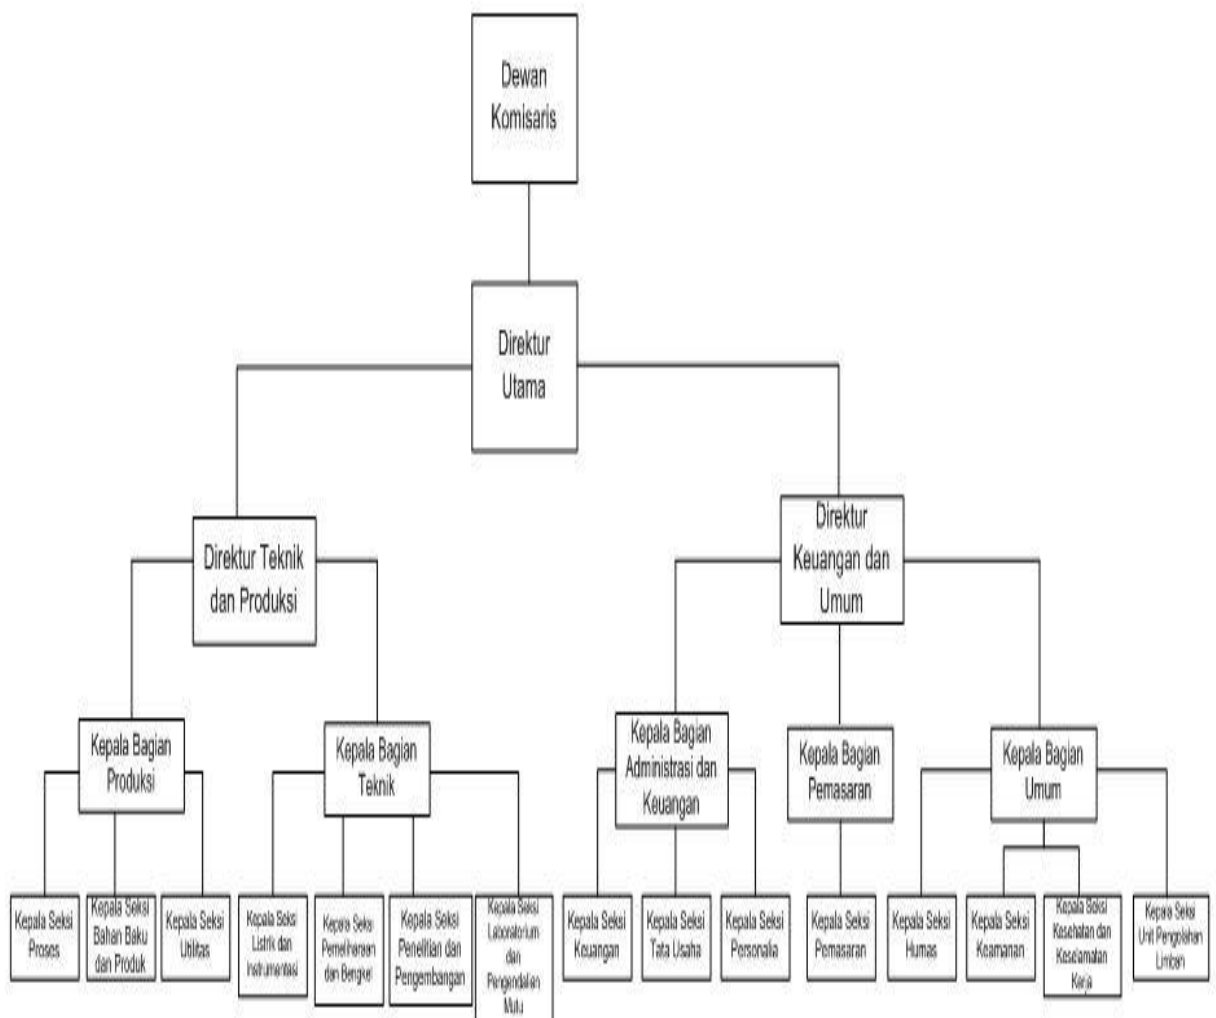 Dewan
Komisaris
Direktur
Utama
Direktur Teknik
dan Produksi
Direktur
Keuangan dan
Umum
Kepala Bagian
Produksi
Kepala Bagian
Teknik
Kepala Bagian
Administrasi dan
Keuangan
Kepala Bagian
Pemasaran
Kepala Bagian
Umum
Kepala Seksi
Proses
Kepala Seksi
Bahan Baku
dan Produk
Kepala Seksi
Utilitas
Kepala Seksi
Listrik dan
Instrumentasi
Kepala Seksi
Pemeliharaan
dan Bengkel
Kepala Seksi
Penelitian dan
Pengembangan
Kepala Seksi
Laboratorium
dan
Pengendalian
Mutu
Kepala Seksi
Keuangan
Kepala Seksi
Tata Usaha
Kepala Seksi
Personalia
Kepala Seksi
Pemasaran
Kepala Seksi
Humas
Kepala Seksi
Keamanan
Kepala Seksi
Kesehatan dan
Keselamatan
Kerja
Kepala Seksi
Unit Pengolahan
Limbah